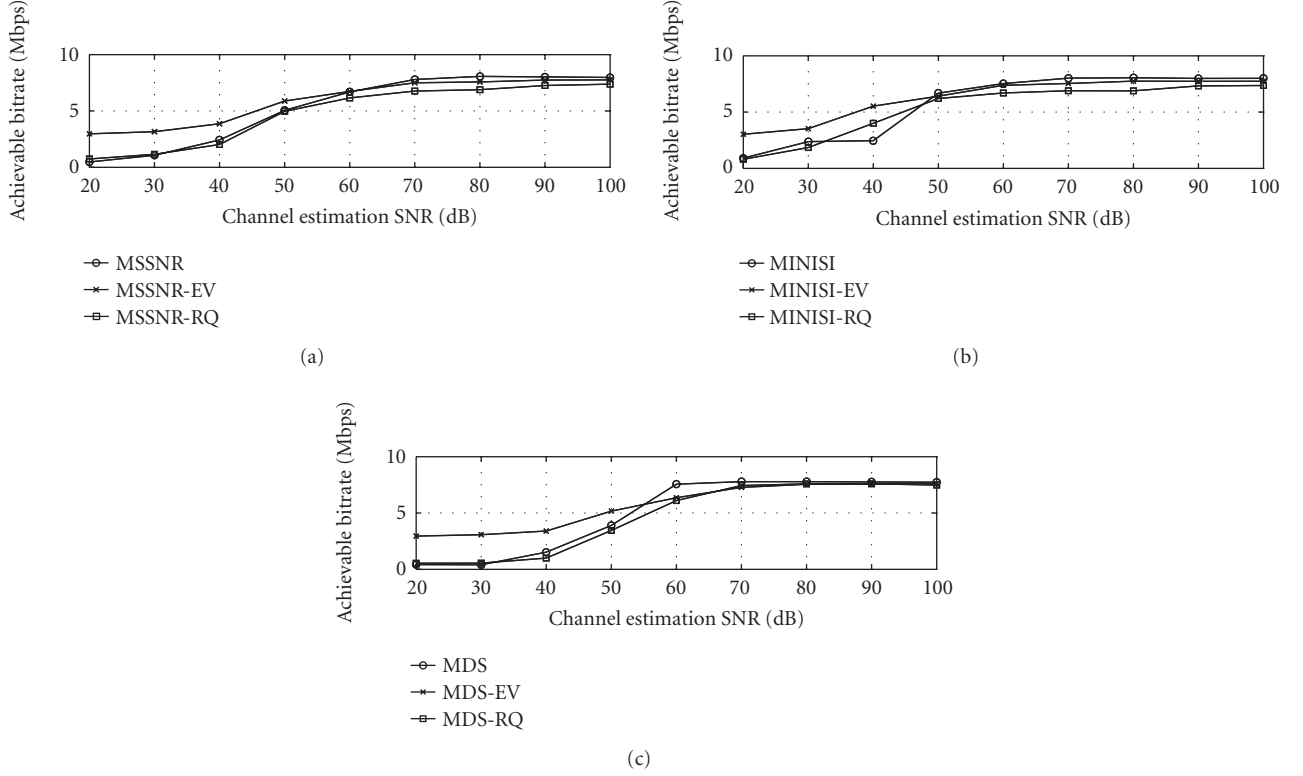 Achievable bitrate (Mbps)
10
5
0
20 30 40 50 60 70 80 90 100
Channel estimation SNR (dB)
MSSNR
MSSNR-EV
MSSNR-RQ
(a)
Achievable bitrate (Mbps)
10
5
0
20 30 40 50 60 70 80 90 100
Channel estimation SNR (dB)
MINISI
MINISI-EV
MINISI-RQ
(b)
Achievable bitrate (Mbps)
10
5
0
20 30 40 50 60 70 80 90 100
Channel estimation SNR (dB)
MDS
MDS-EV
MDS-RQ
(c)